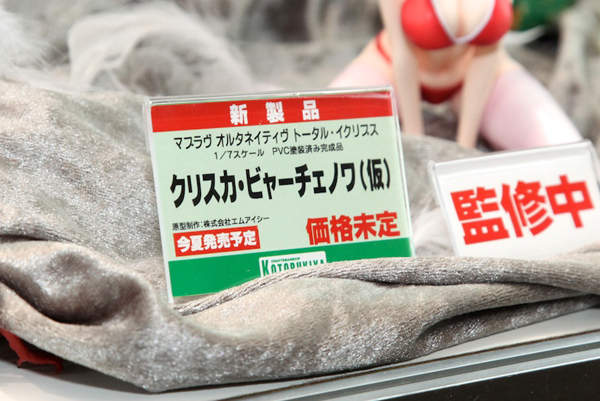 新製品
マブラヴ オルタネイティヴ トータル・イクリプス
1/7スケール PVC塗装済み完成品
クリスカ・ビャーチェノワ(仮)
原型制作:株式会社エムアイシー
今夏発売予定
価格未定
KOTOBUKIYA
監修中